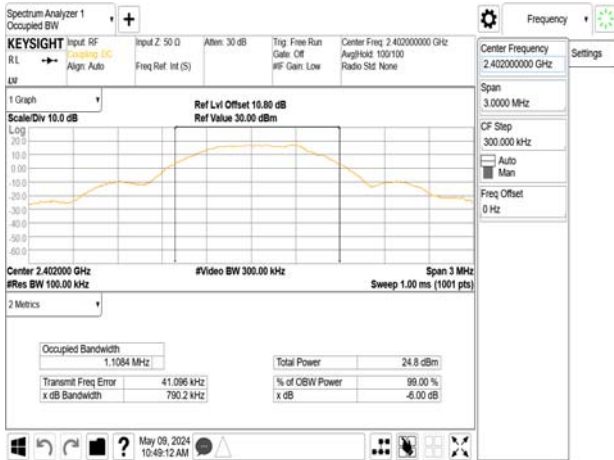 Spectrum Analyzer 1
Occupied BW
+
Frequency
KEYSIGHT
Input: RF
Input Z: 50 Ω
Atten: 30 dB
Trig: Free Run
Center Freq: 2.402000000 GHz
RL
Coupling: DC
Gate: Off
Avg|Hold: 100/100
Align: Auto
Freq Ref: Int (S)
#IF Gain: Low
Radio Std: None
Center Frequency
2.402000000 GHz
Settings
Span
3.0000 MHz
CF Step
300.000 kHz
Auto
Man
Freq Offset
0 Hz
1 Graph
Scale/Div 10.0 dB
Ref Lvl Offset 10.80 dB
Ref Value 30.00 dBm
Log
20.0
10.0
0.00
-10.0
-20.0
-30.0
-40.0
-50.0
-60.0
Center 2.402000 GHz
#Video BW 300.00 kHz
Span 3 MHz
#Res BW 100.00 kHz
Sweep 1.00 ms (1001 pts)
2 Metrics
Occupied Bandwidth
1.1084 MHz
Total Power 24.8 dBm
Transmit Freq Error 41.096 kHz
% of OBW Power 99.00 %
x dB Bandwidth 790.2 kHz
x dB -6.00 dB
?
May 09, 2024
10:49:12 AM